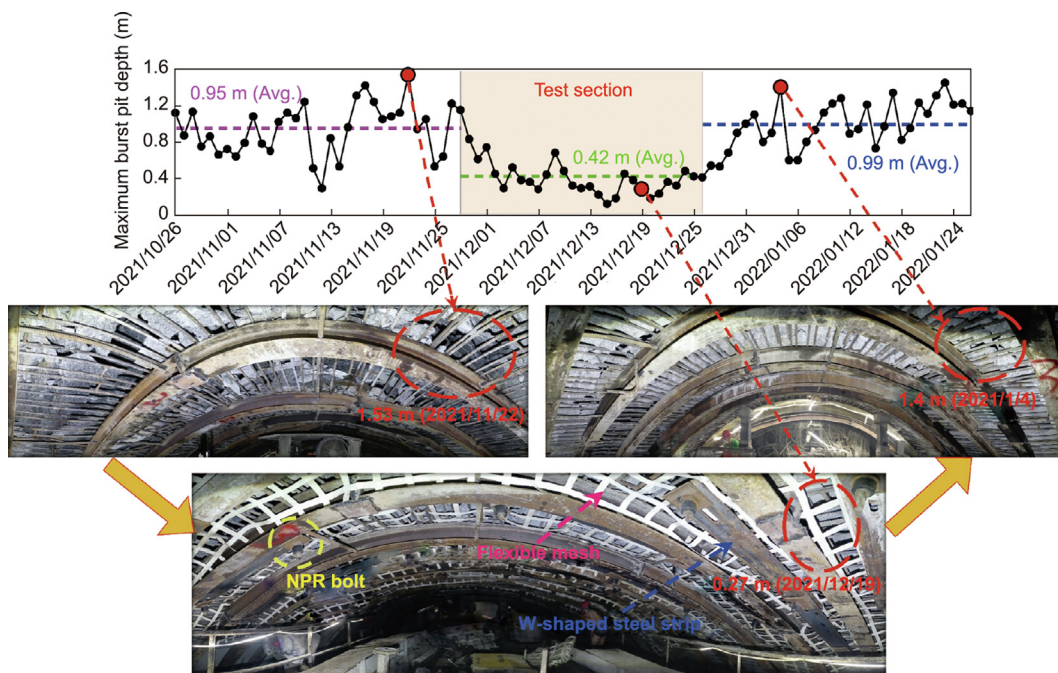 Maximum burst pit depth (m)
1.6
1.2
0.8
0.4
0
0.95 m (Avg.)
Test section
0.42 m (Avg.)
0.99 m (Avg.)
2021/10/26
2021/11/01
2021/11/07
2021/11/13
2021/11/19
2021/11/25
2021/12/01
2021/12/07
2021/12/13
2021/12/19
2021/12/25
2021/12/31
2022/01/06
2022/01/12
2022/01/18
2022/01/24
1.53 m (2021/11/22)
1.4 m (2021/1/4)
Flexible mesh
NPR bolt
0.27 m (2021/12/19)
W-shaped steel strip